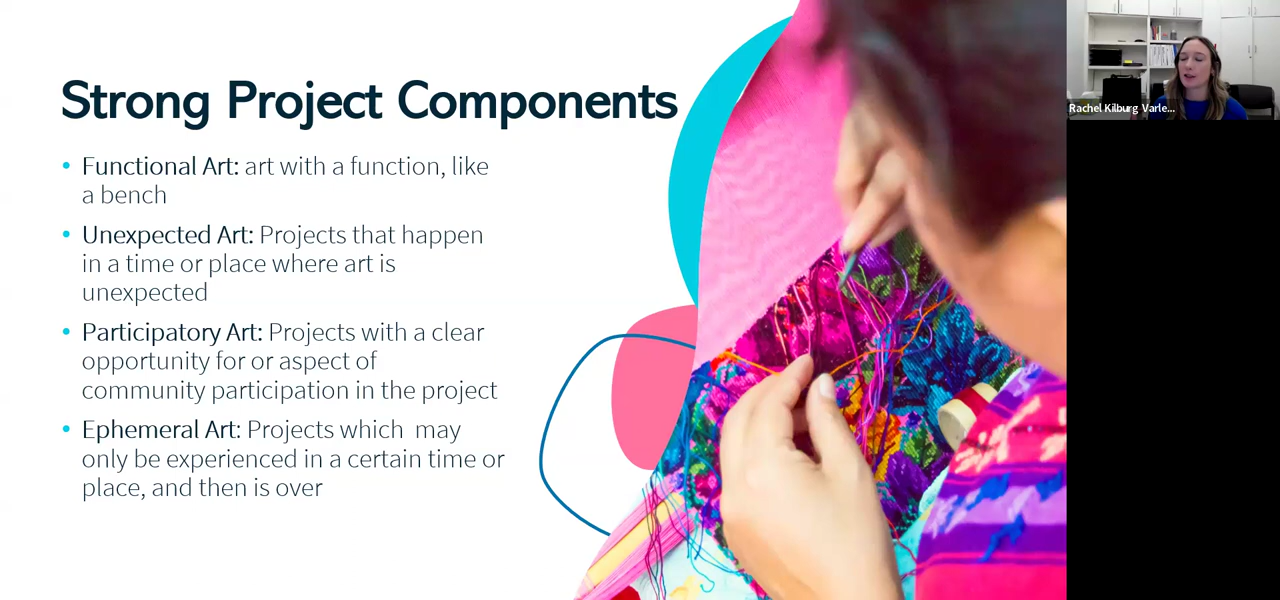 Strong Project Components
• Functional Art: art with a function, like
a bench
• Unexpected Art: Projects that happen
in a time or place where art is
unexpected
• Participatory Art: Projects with a clear
opportunity for or aspect of
community participation in the project
• Ephemeral Art: Projects which  may
only be experienced in a certain time or
place, and then is over
Rachel Kilburg Varle...